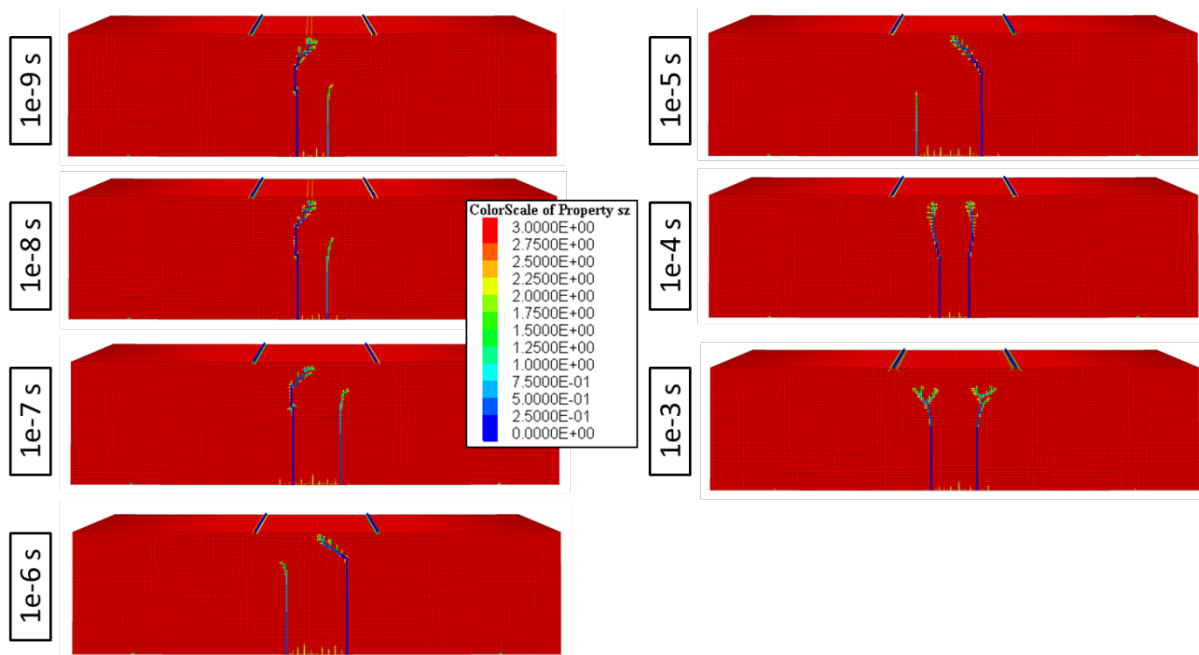 1e-9 s
1e-8 s
1e-7 s
1e-6 s
ColorScale of Property sz
3.0000E+00
2.7500E+00
2.5000E+00
2.2500E+00
2.0000E+00
1.7500E+00
1.5000E+00
1.2500E+00
1.0000E+00
7.5000E-01
5.0000E-01
2.5000E-01
0.0000E+00
1e-5 s
1e-4 s
1e-3 s